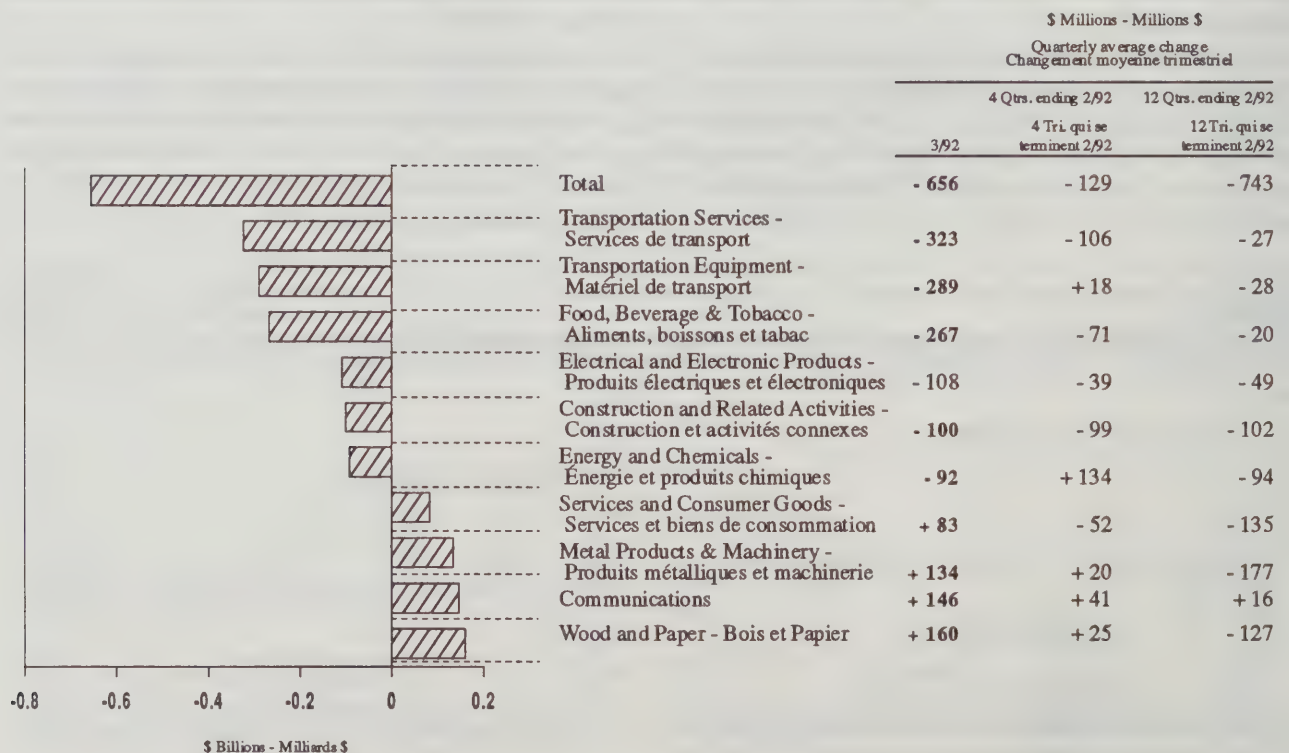 $ Millions - Millions $
Quarterly average change
Changement moyenne trimestriel
4 Qtrs. ending 2/92 12 Qtrs. ending 2/92
3/92 4 Tri. qui se terminent 2/92 12 Tri. qui se terminent 2/92
Total - 656 - 129 - 743
Transportation Services -
Services de transport - 323 - 106 - 27
Transportation Equipment -
Matériel de transport - 289 + 18 - 28
Food, Beverage & Tobacco -
Aliments, boissons et tabac - 267 - 71 - 20
Electrical and Electronic Products -
Produits électriques et électroniques - 108 - 39 - 49
Construction and Related Activities -
Construction et activités connexes - 100 - 99 - 102
Energy and Chemicals -
Énergie et produits chimiques - 92 + 134 - 94
Services and Consumer Goods -
Services et biens de consommation + 83 - 52 - 135
Metal Products & Machinery -
Produits métalliques et machinerie + 134 + 20 - 177
Communications + 146 + 41 + 16
Wood and Paper - Bois et Papier + 160 + 25 - 127
-0.8 -0.6 -0.4 -0.2 0 0.2
$ Billions - Milliards $